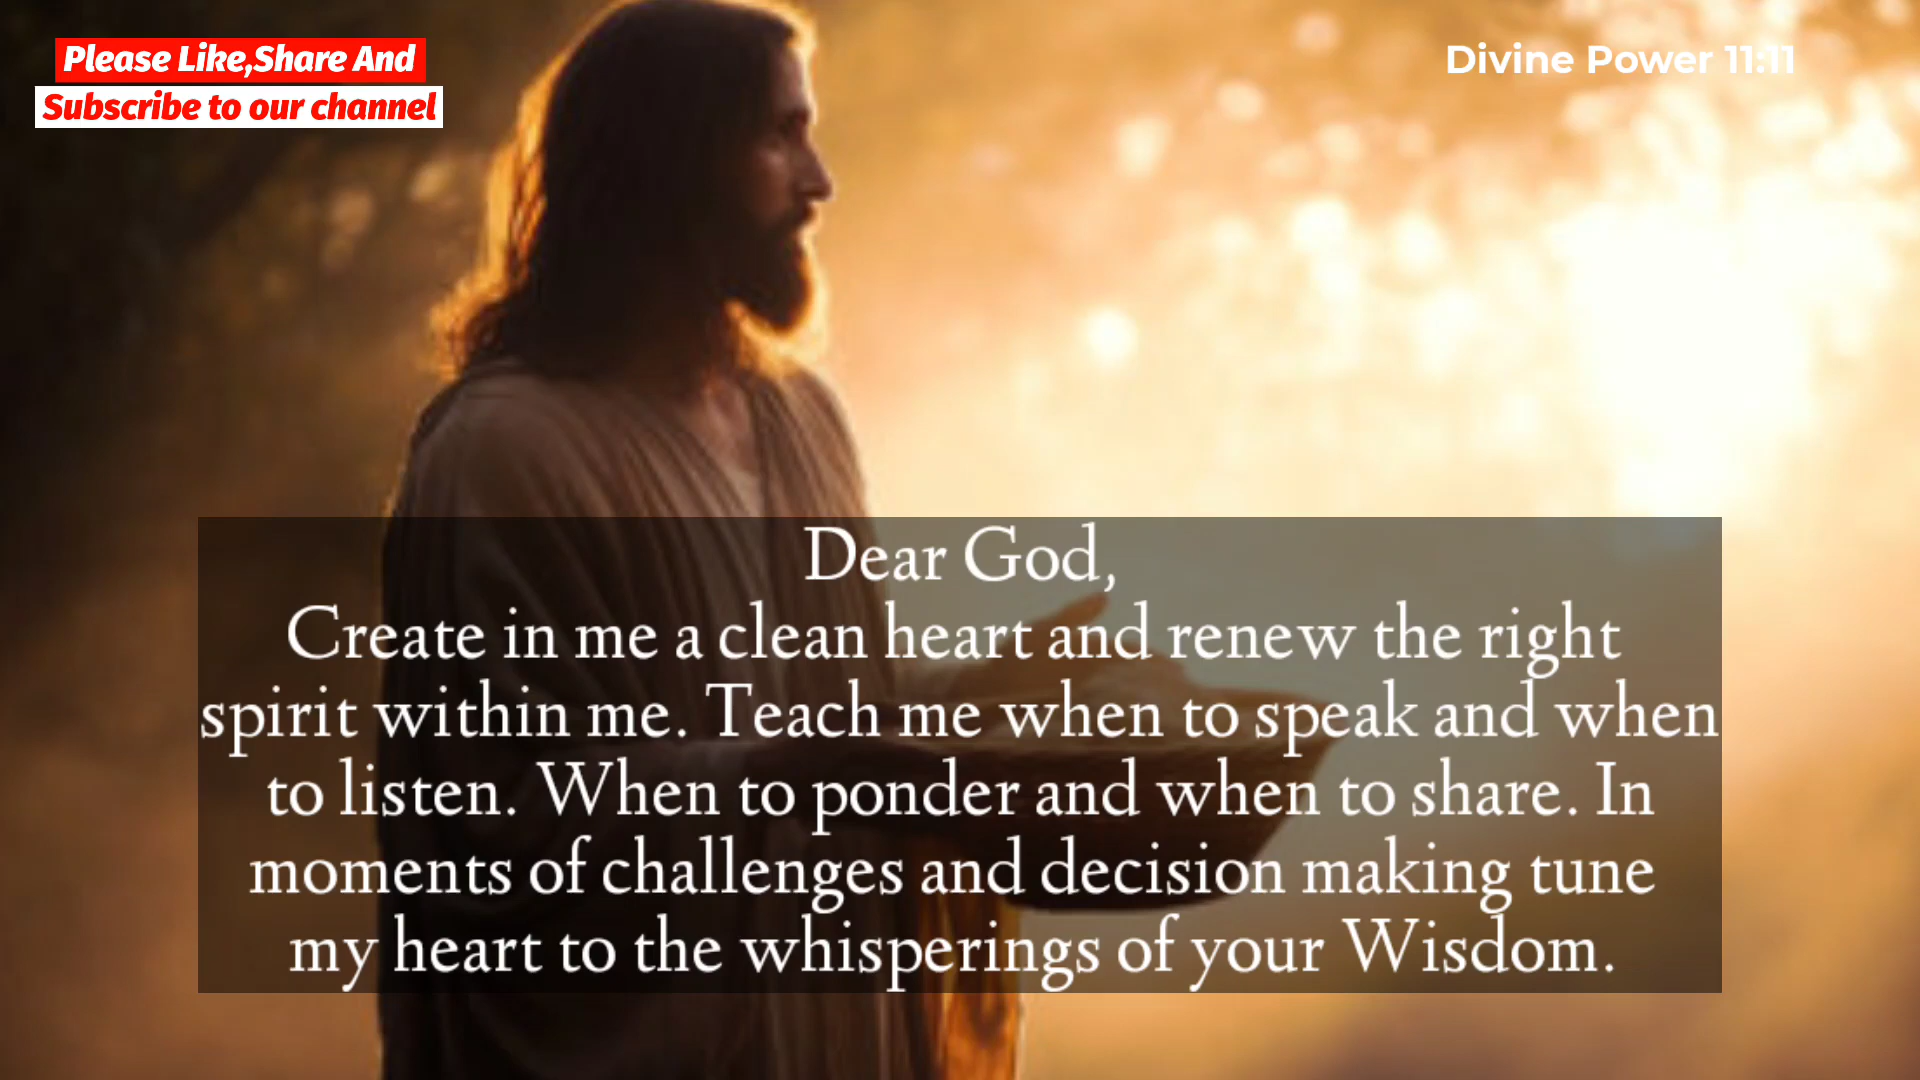 Please Like,Share And
Subscribe to our channel
Divine Power 11:11
Dear God,
Create in me a clean heart and renew the right
spirit within me. Teach me when to speak and when
to listen. When to ponder and when to share. In
moments of challenges and decision making tune
my heart to the whisperings of your Wisdom.